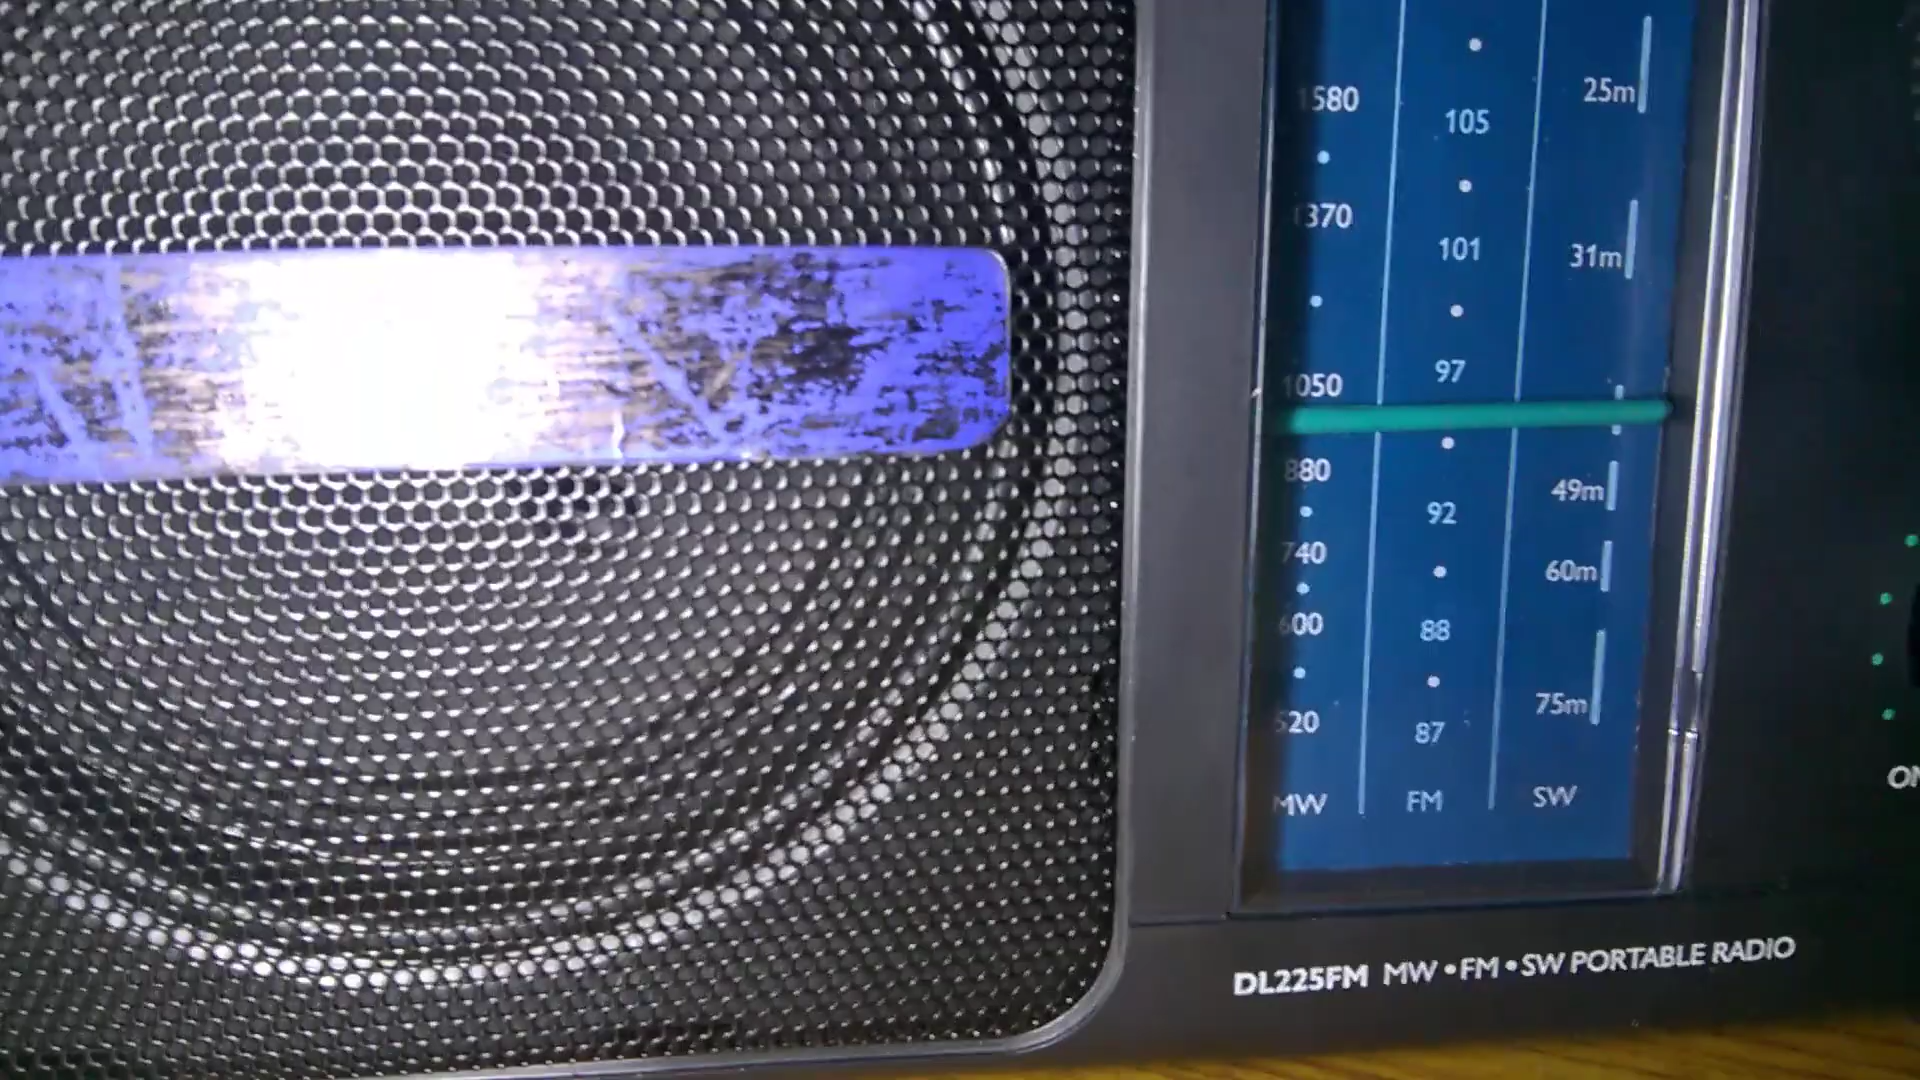 1580 105 25m
1370 101 31m
1050 97
880 92 49m
740 60m
600 88
520 87 75m
MW FM SW
DL225FM MW • FM • SW PORTABLE RADIO